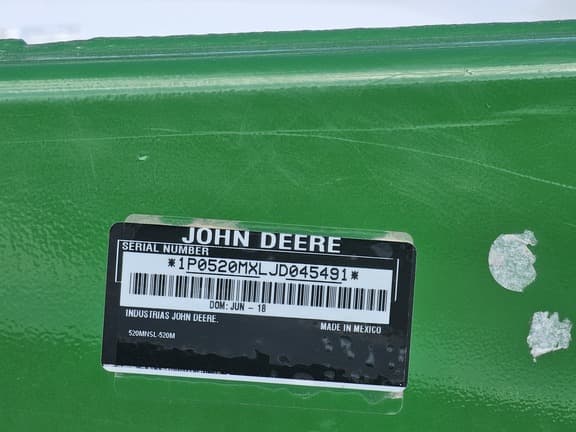 JOHN DEERE
SERIAL NUMBER
*1P0520MXLJD045491*
DOM: JUN - 18
INDUSTRIAS JOHN DEERE.
MADE IN MEXICO
520MNSL-520M